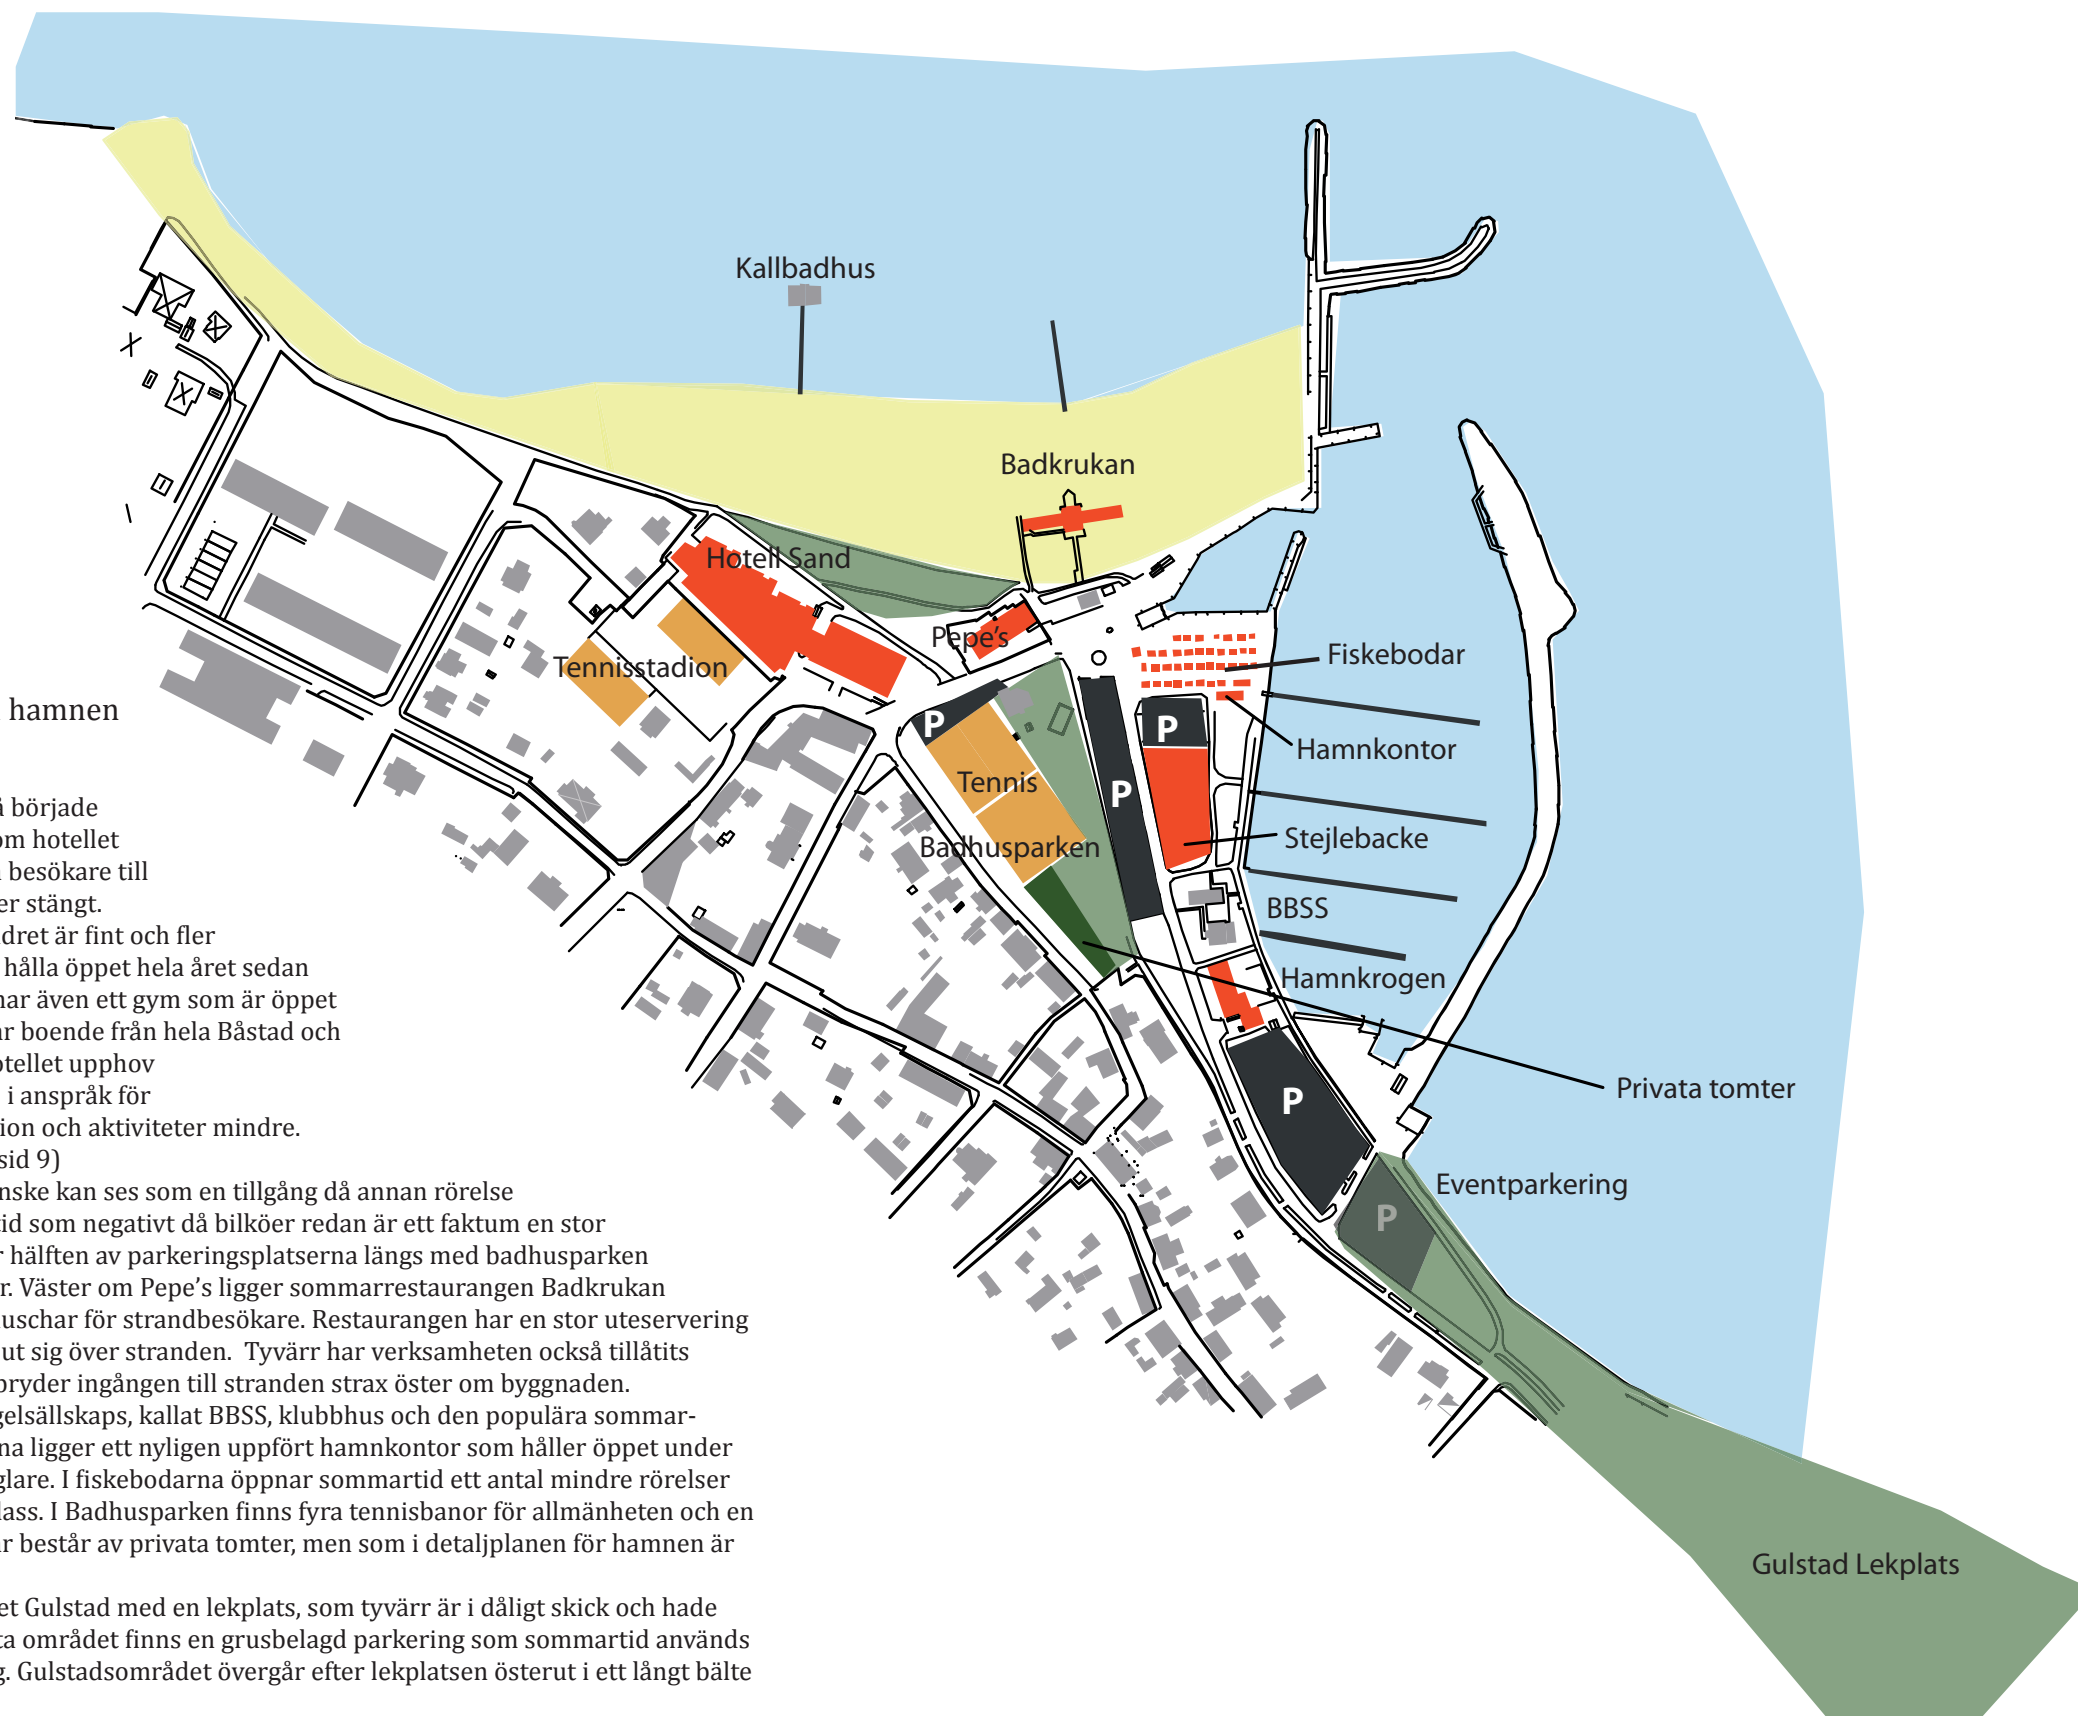 Kallbadhus
Badkrukan
Hotell Sand
Pepe's
Tennisstadion
Fiskebodar
P
P
Hamnkontor
Tennis
P
Stejlebacke
Badhusparken
BBSS
Hamnkrogen
Privata tomter
P
Eventparkering
P
Gulstad Lekplats
hamnen
började
om hotellet
besökare till
er stängt.
dret är fint och fler
hålla öppet hela året sedan
har även ett gym som är öppet
ar boende från hela Båstad och
otellet upphov
i anspråk för
ion och aktiviteter mindre.
sid 9)
nske kan ses som en tillgång då annan rörelse
tid som negativt då bilköer redan är ett faktum en stor
r hälften av parkeringsplatserna längs med badhusparken
r. Väster om Pepe's ligger sommarrestaurangen Badkrukan
uschar för strandbesökare. Restaurangen har en stor uteservering
ut sig över stranden. Tyvärr har verksamheten också tillåtits
bryder ingången till stranden strax öster om byggnaden.
gelsällskaps, kallat BBSS, klubbhus och den populära sommar-
na ligger ett nyligen uppfört hamnkontor som håller öppet under
glare. I fiskebodarna öppnar sommartid ett antal mindre rörelser
lass. I Badhusparken finns fyra tennisbanor för allmänheten och en
ar består av privata tomter, men som i detaljplanen för hamnen är
et Gulstad med en lekplats, som tyvärr är i dåligt skick och hade
ta området finns en grusbelagd parkering som sommartid används
g. Gulstadsområdet övergår efter lekplatsen österut i ett långt bälte